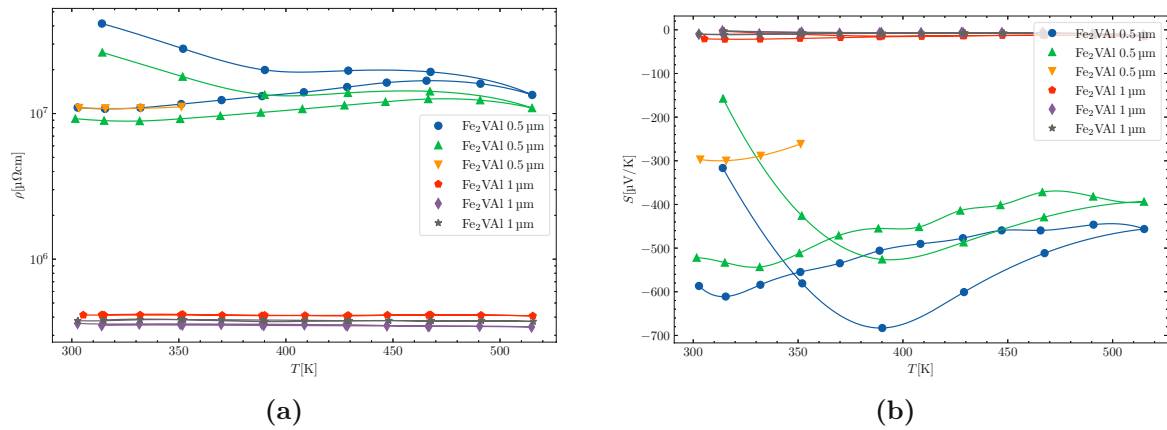 ρ[µΩcm]
10⁷
10⁶
Fe₂VAl 0.5 µm
Fe₂VAl 0.5 µm
Fe₂VAl 0.5 µm
Fe₂VAl 1 µm
Fe₂VAl 1 µm
Fe₂VAl 1 µm
300 350 400 450 500
T[K]
(a)
S[µV/K]
0
−100
−200
−300
−400
−500
−600
−700
Fe₂VAl 0.5 µm
Fe₂VAl 0.5 µm
Fe₂VAl 0.5 µm
Fe₂VAl 1 µm
Fe₂VAl 1 µm
Fe₂VAl 1 µm
300 350 400 450 500
T[K]
(b)